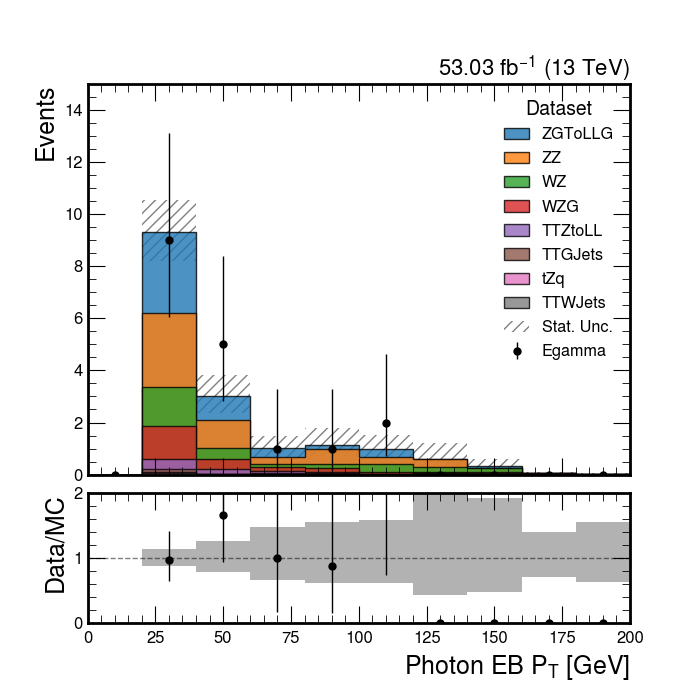 53.03 fb⁻¹ (13 TeV)
Events
14
12
10
8
6
4
2
0
Dataset
ZGToLLG
ZZ
WZ
WZG
TTZtoLL
TTGJets
tZq
TTWJets
Stat. Unc.
Egamma
Data/MC
2
1
0
0 25 50 75 100 125 150 175 200
Photon EB P_T [GeV]